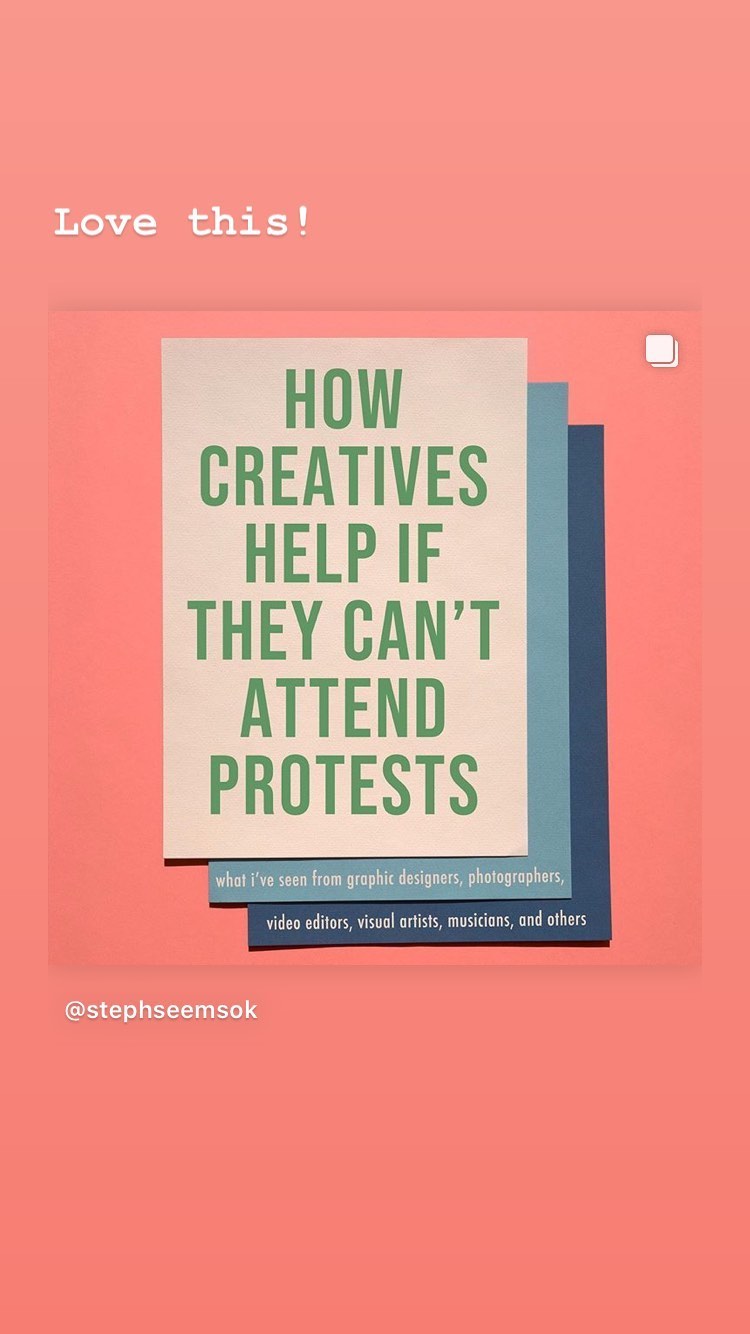 Love this!
HOW
CREATIVES
HELP IF
THEY CAN’T
ATTEND
PROTESTS
what i’ve seen from graphic designers, photographers,
video editors, visual artists, musicians, and others
@stephseemsok